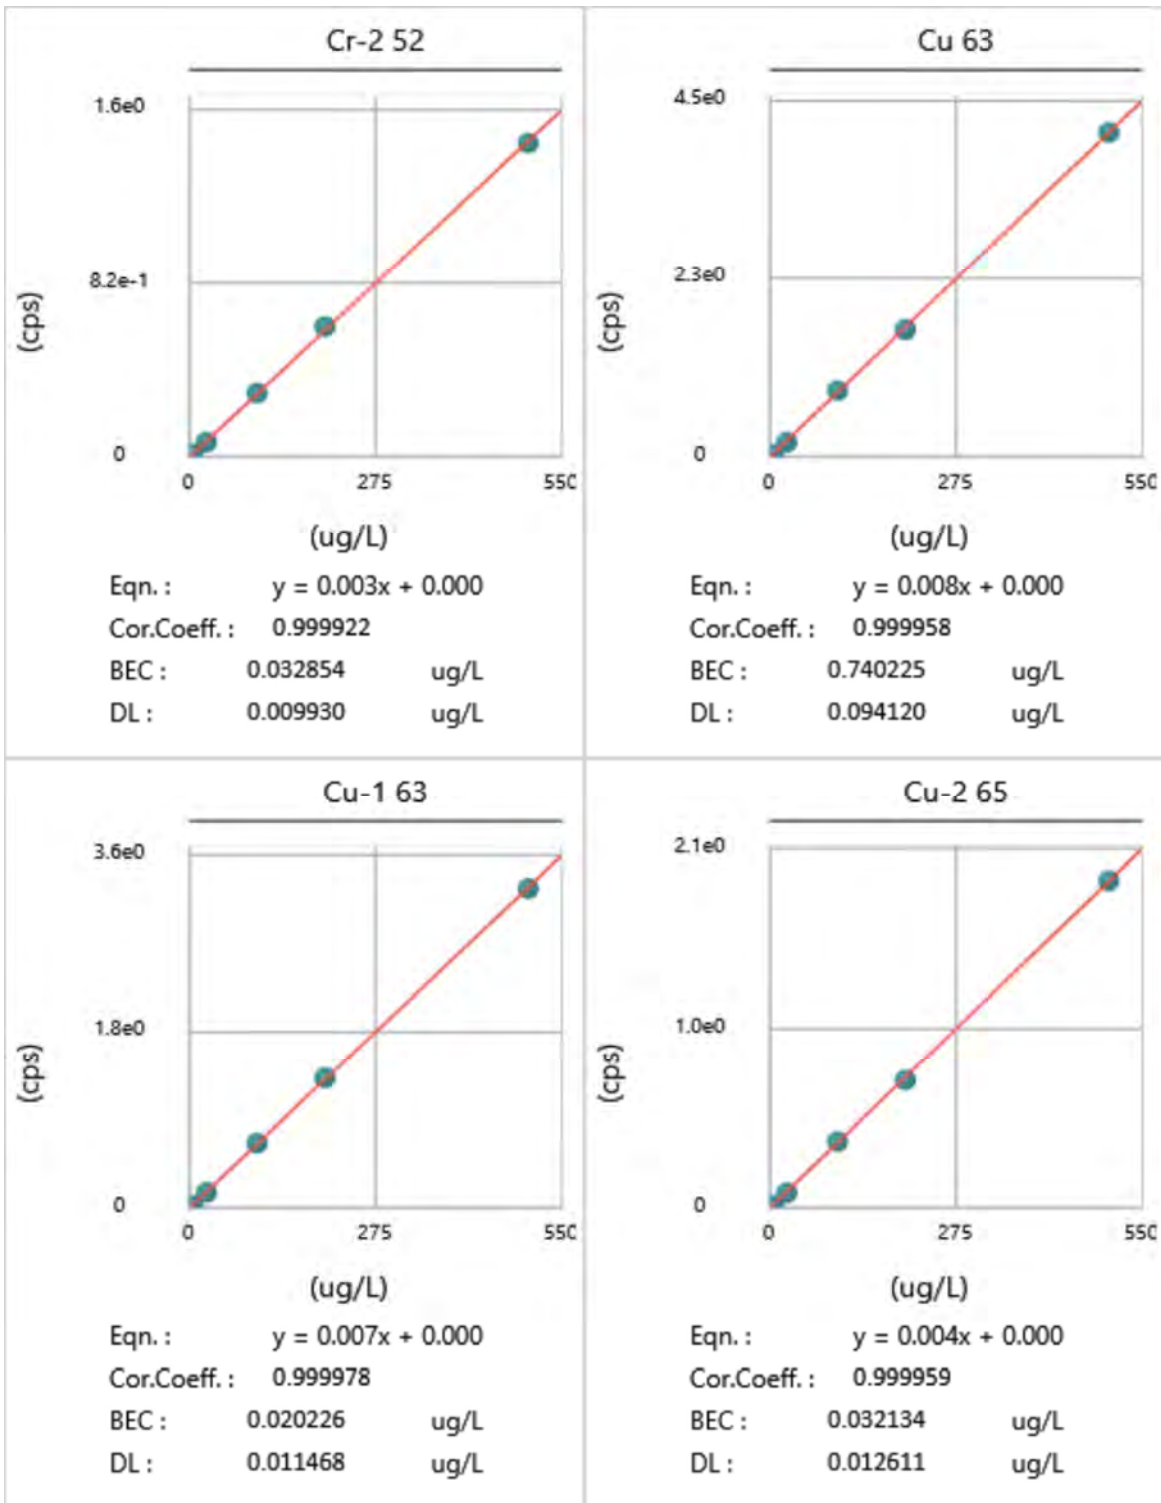 Cr-2 52
1.6e0
8.2e-1
0
(cps)
0 275 550
(ug/L)
Eqn. : y = 0.003x + 0.000
Cor.Coeff. : 0.999922
BEC : 0.032854 ug/L
DL : 0.009930 ug/L
Cu 63
4.5e0
2.3e0
0
(cps)
0 275 550
(ug/L)
Eqn. : y = 0.008x + 0.000
Cor.Coeff. : 0.999958
BEC : 0.740225 ug/L
DL : 0.094120 ug/L
Cu-1 63
3.6e0
1.8e0
0
(cps)
0 275 550
(ug/L)
Eqn. : y = 0.007x + 0.000
Cor.Coeff. : 0.999978
BEC : 0.020226 ug/L
DL : 0.011468 ug/L
Cu-2 65
2.1e0
1.0e0
0
(cps)
0 275 550
(ug/L)
Eqn. : y = 0.004x + 0.000
Cor.Coeff. : 0.999959
BEC : 0.032134 ug/L
DL : 0.012611 ug/L